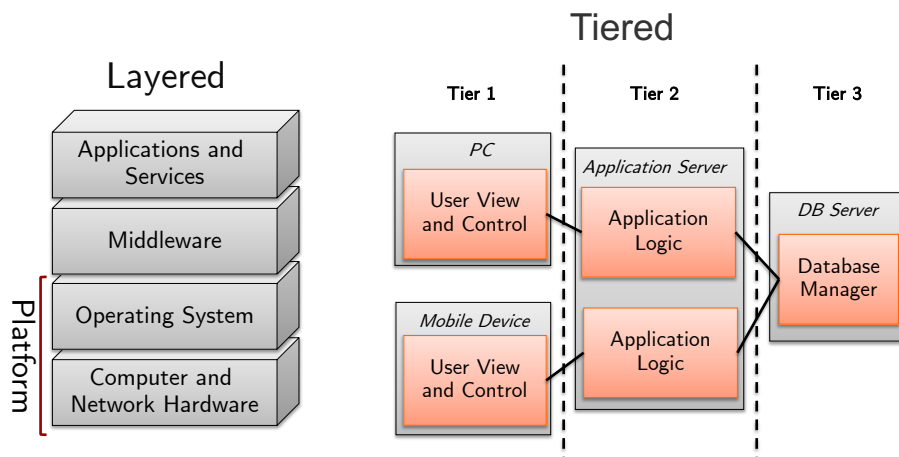 Layered
Applications and
Services
Middleware
Operating System
Computer and
Network Hardware
Platform
Tiered
Tier 1
Tier 2
Tier 3
PC
User View
and Control
Mobile Device
User View
and Control
Application Server
Application
Logic
Application
Logic
DB Server
Database
Manager